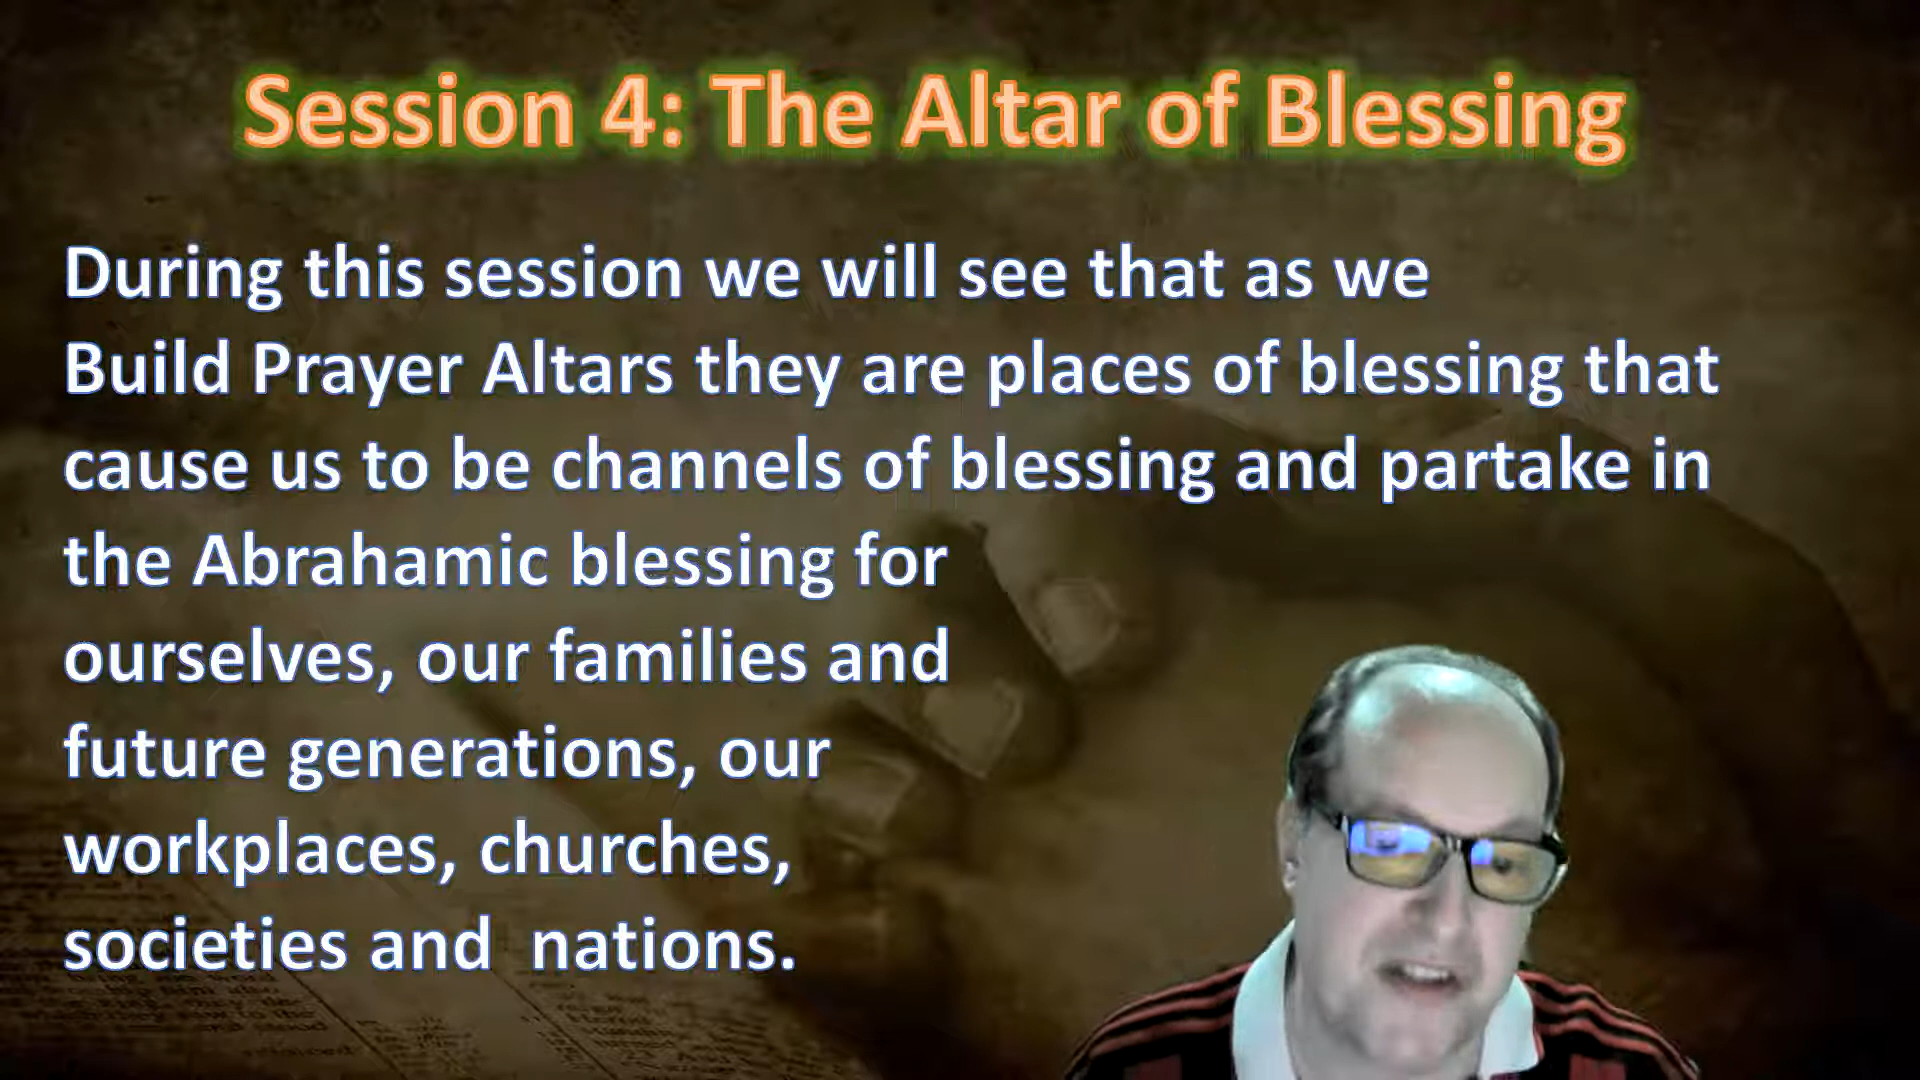 Session 4: The Altar of Blessing
During this session we will see that as we
Build Prayer Altars they are places of blessing that
cause us to be channels of blessing and partake in
the Abrahamic blessing for
ourselves, our families and
future generations, our
workplaces, churches,
societies and  nations.